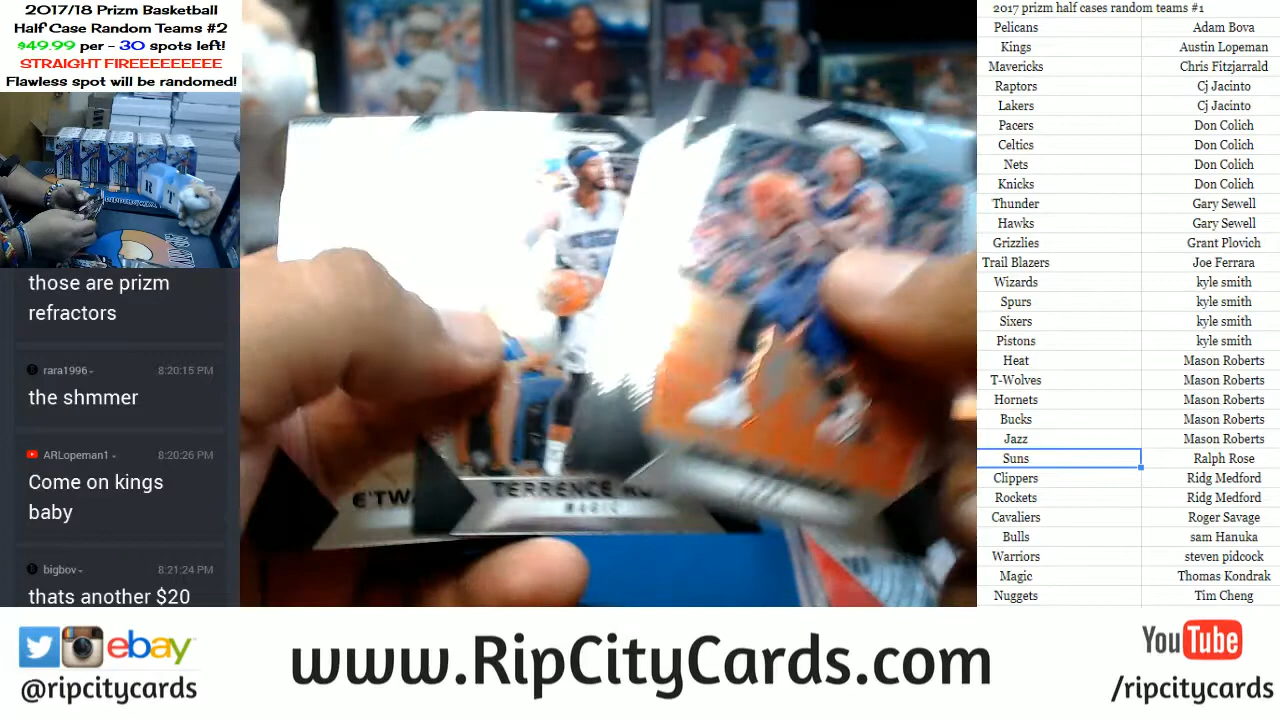 2017/18 Prizm Basketball
Half Case Random Teams #2
$49.99 per - 30 spots left!
STRAIGHT FIREEEEEEEEE
Flawless spot will be randomed!
those are prizm
refractors
rara1996
8:20:15 PM
the shmmer
ARLopeman1
8:20:26 PM
Come on kings
baby
bigbov
8:21:24 PM
thats another $20
E'TW
TERRENCE
MAGIC
2017 prizm half cases random teams #1
Pelicans Adam Bova
Kings Austin Lopeman
Mavericks Chris Fitzjarrald
Raptors Cj Jacinto
Lakers Cj Jacinto
Pacers Don Colich
Celtics Don Colich
Nets Don Colich
Knicks Don Colich
Thunder Gary Sewell
Hawks Gary Sewell
Grizzlies Grant Plovich
Trail Blazers Joe Ferrara
Wizards kyle smith
Spurs kyle smith
Sixers kyle smith
Pistons kyle smith
Heat Mason Roberts
T-Wolves Mason Roberts
Hornets Mason Roberts
Bucks Mason Roberts
Jazz Mason Roberts
Suns Ralph Rose
Clippers Ridg Medford
Rockets Ridg Medford
Cavaliers Roger Savage
Bulls sam Hanuka
Warriors steven pidcock
Magic Thomas Kondrak
Nuggets Tim Cheng
ebay
@ripcitycards
www.RipCityCards.com
YouTube
/ripcitycards